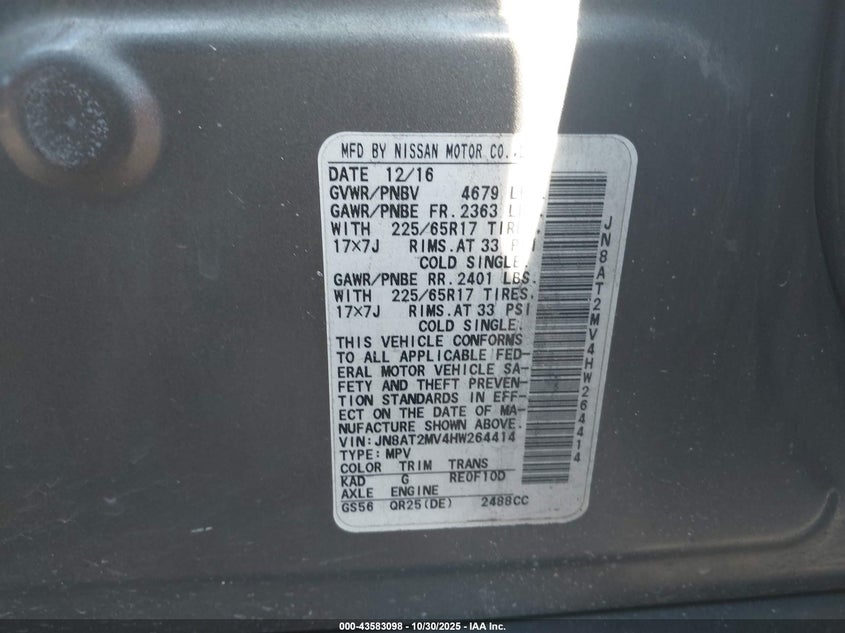 MFD BY NISSAN MOTOR CO.,
DATE 12/16
GVWR/PNBV 4679
GAWR/PNBE FR. 2363
WITH 225/65R17 TIRES.
17X7J RIMS. AT 33 PSI
COLD SINGLE.
GAWR/PNBE RR. 2401 LBS.
WITH 225/65R17 TIRES.
17X7J RIMS. AT 33 PSI
COLD SINGLE.
THIS VEHICLE CONFORMS
TO ALL APPLICABLE FED-
ERAL MOTOR VEHICLE SA-
FETY AND THEFT PREVEN-
TION STANDARDS IN EFF-
ECT ON THE DATE OF MA-
NUFACTURE SHOWN ABOVE.
VIN: JN8AT2MV4HW264414
TYPE: MPV
COLOR TRIM TRANS
KAD G RE0F10D
AXLE ENGINE
GS56 QR25(DE) 2488CC
JN8AT2MV4HW264414
000-43583098 - 10/30/2025 - IAA Inc.